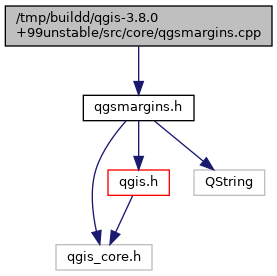 /tmp/buildd/qgis-3.8.0
+99unstable/src/core/qgsmargins.cpp
qgsmargins.h
qgis.h
QString
qgis_core.h